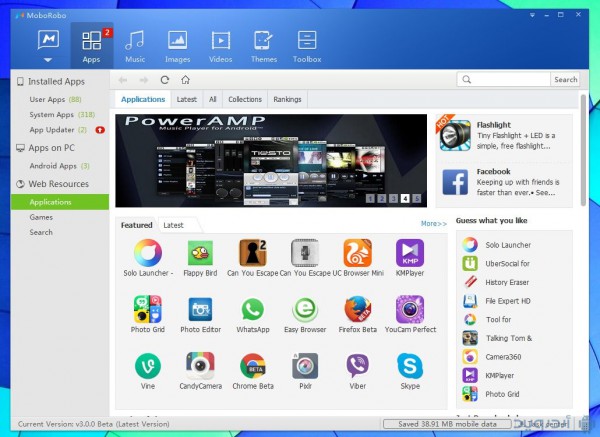 MoboRobo
2
Apps
Music
Images
Videos
Themes
Toolbox
Installed Apps
User Apps (88)
System Apps (318)
App Updater (2)
Apps on PC
Android Apps (3)
Web Resources
Applications
Games
Search
Search
Applications
Latest
All
Collections
Rankings
PowerAMP
Music Player for Android™
TIESTO
1 2 3 4 5
HOT
Flashlight
Tiny Flashlight + LED is a
simple, free flashlight...
Facebook
Keeping up with friends is
faster than ever.• See...
Featured
Latest
More>>
Solo Launcher -
Flappy Bird
Can You Escape
Can You Escape
UC Browser Mini
KMPlayer
Photo Grid
Photo Editor
WhatsApp
Easy Browser
Firefox Beta
YouCam Perfect
Vine
CandyCamera
Chrome Beta
Pixlr
Viber
Skype
Guess what you like
Solo Launcher
UberSocial for
History Eraser
File Expert HD
Tool for
Talking Tom &
Camera360
KMPlayer
Photo Grid
Current Version: v3.0.0 Beta (Latest Version)
Saved 38.91 MB mobile data